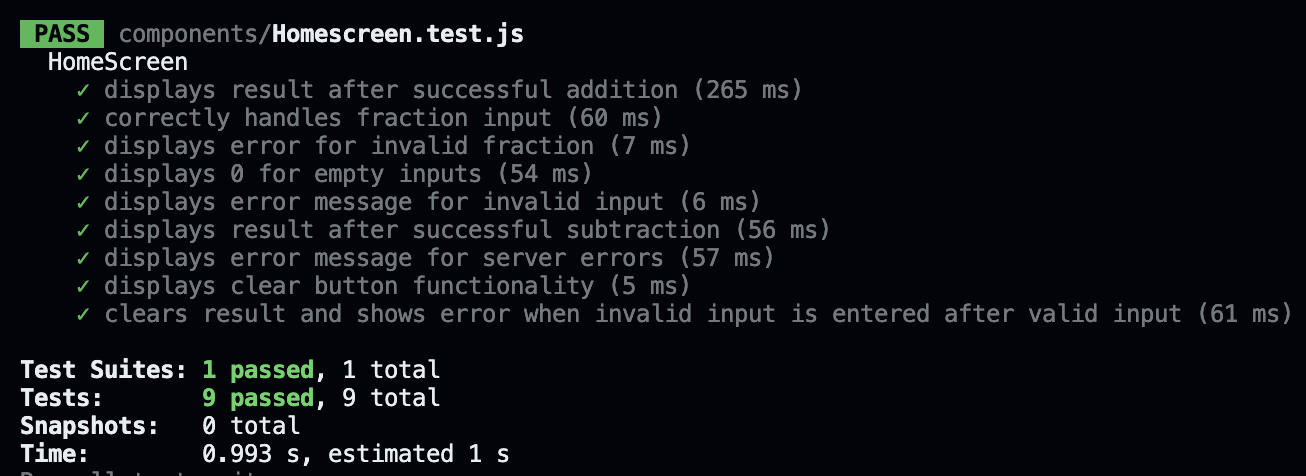 PASS components/Homescreen.test.js
HomeScreen
✓ displays result after successful addition (265 ms)
✓ correctly handles fraction input (60 ms)
✓ displays error for invalid fraction (7 ms)
✓ displays 0 for empty inputs (54 ms)
✓ displays error message for invalid input (6 ms)
✓ displays result after successful subtraction (56 ms)
✓ displays error message for server errors (57 ms)
✓ displays clear button functionality (5 ms)
✓ clears result and shows error when invalid input is entered after valid input (61 ms)
Test Suites: 1 passed, 1 total
Tests: 9 passed, 9 total
Snapshots: 0 total
Time: 0.993 s, estimated 1 s